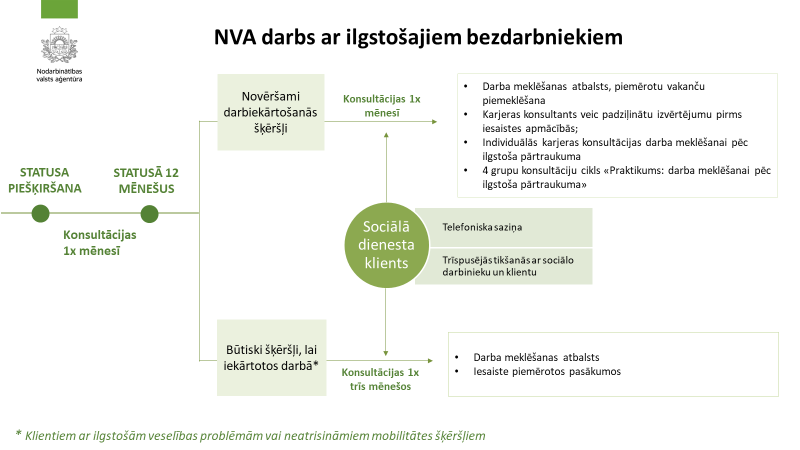 NVA darbs ar ilgstošajiem bezdarbniekiem
Nodarbinātības
valsts aģentūra
Novēršami
darbiekārtošanās
šķēršļi
Konsultācijas 1x
mēnesī
• Darba meklēšanas atbalsts, piemērotu vakanču
piemeklēšana
• Karjeras konsultants veic padziļinātu izvērtējumu pirms
iesaistes apmācībās;
• Individuālās karjeras konsultācijas darba meklēšanai pēc
ilgstoša pārtraukuma
• 4 grupu konsultāciju cikls «Praktikums: darba meklēšanai pēc
ilgstoša pārtraukuma»
STATUSA
PIEŠĶIRŠANA
STATUSĀ 12
MĒNEŠUS
Konsultācijas
1x mēnesī
Sociālā
dienesta
klients
Telefoniska saziņa
Trīspusējās tikšanās ar sociālo
darbinieku un klientu
Būtiski šķēršļi, lai
iekārtotos darbā*
Konsultācijas 1x
trīs mēnešos
• Darba meklēšanas atbalsts
• Iesaiste piemērotos pasākumos
* Klientiem ar ilgstošām veselības problēmām vai neatrisināmiem mobilitātes šķēršļiem